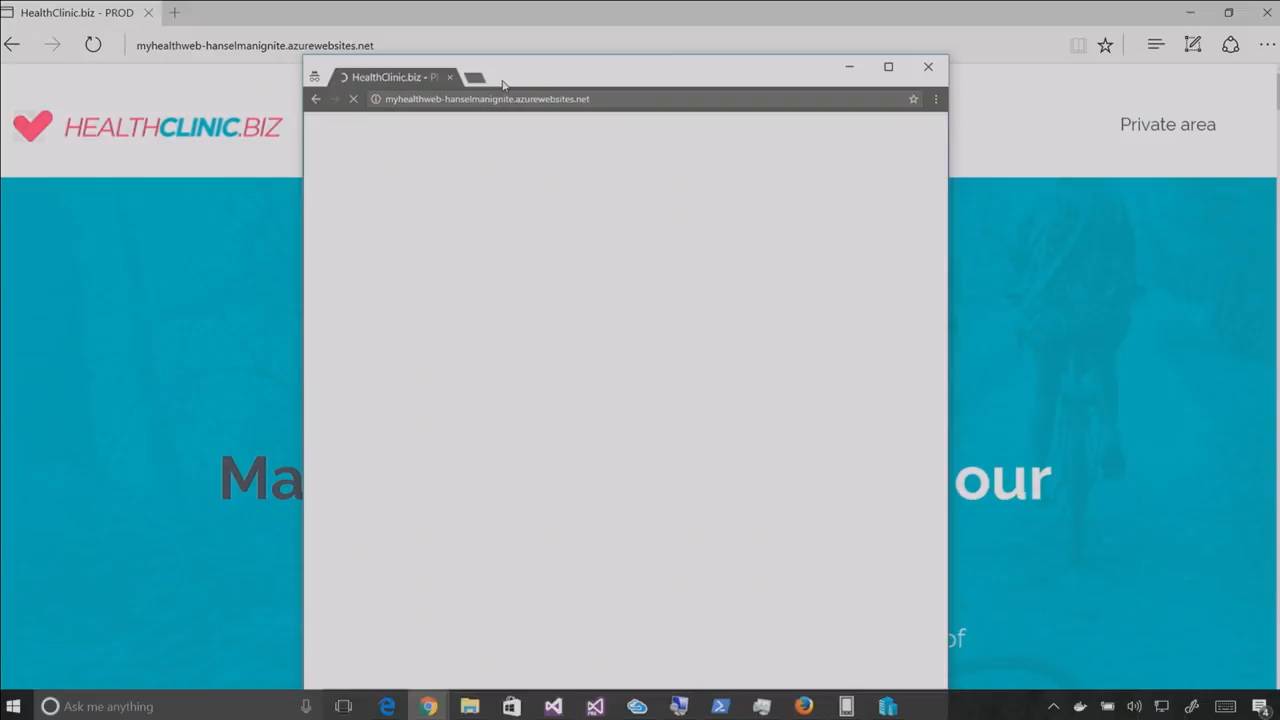 HealthClinic.biz - PROD
myhealthweb-hanselmanignite.azurewebsites.net
HealthClinic.biz - P
myhealthweb-hanselmanignite.azurewebsites.net
HEALTHCLINIC.BIZ
Private area
Ma
our
of
Ask me anything